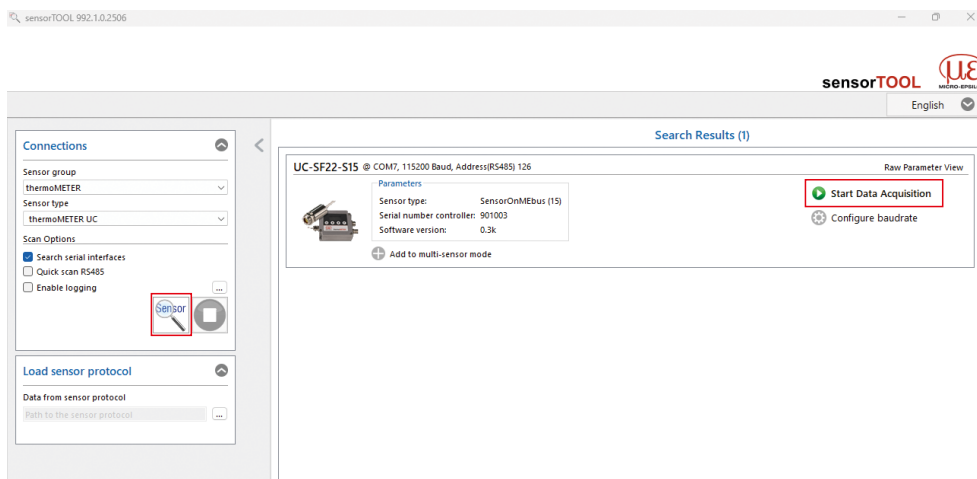 sensorTOOL 992.1.0.2506
sensorTOOL
MICRO-EPSILON
English
Connections
Sensor group
thermoMETER
Sensor type
thermoMETER UC
Scan Options
Search serial interfaces
Quick scan RS485
Enable logging
...
Sensor
Load sensor protocol
Data from sensor protocol
Path to the sensor protocol
...
Search Results (1)
UC-SF22-S15 @ COM7, 115200 Baud, Address(RS485) 126
Raw Parameter View
Parameters
Sensor type: SensorOnMEbus (15)
Serial number controller: 901003
Software version: 0.3k
Add to multi-sensor mode
Start Data Acquisition
Configure baudrate